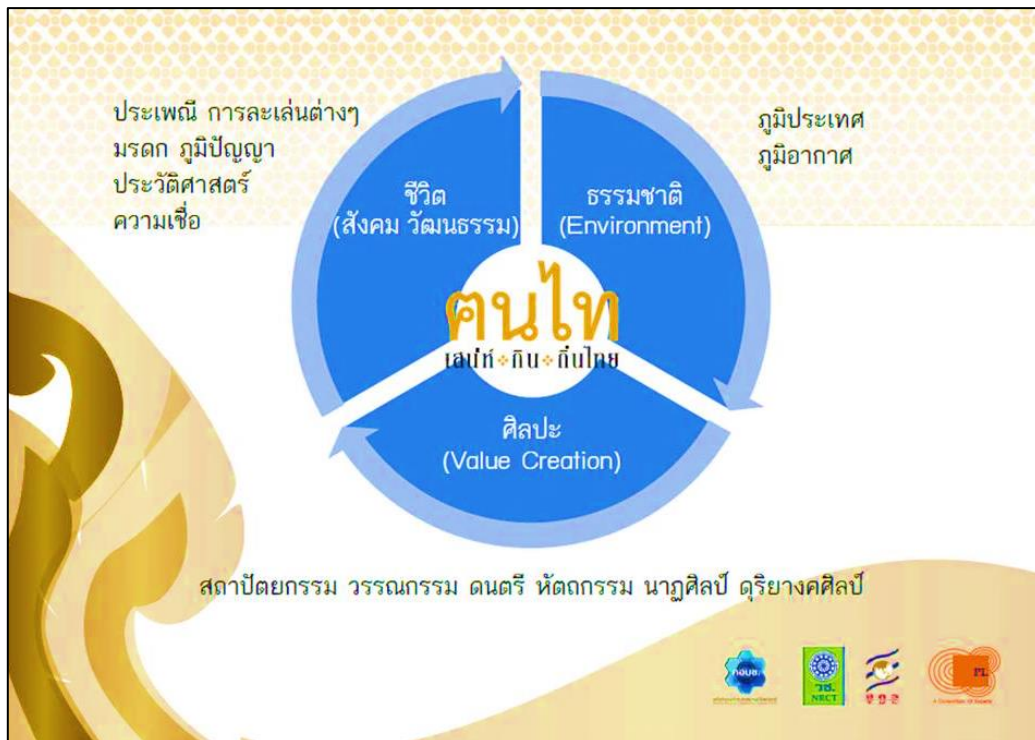 ประเพณี การละเล่นต่างๆ
มรดก ภูมิปัญญา
ประวัติศาสตร์
ความเชื่อ
ภูมิประเทศ
ภูมิอากาศ
ชีวิต
(สังคม วัฒนธรรม)
ธรรมชาติ
(Environment)
ฅนไท
เสน่ห์ กิน ถิ่นไทย
ศิลปะ
(Value Creation)
สถาปัตยกรรม วรรณกรรม ดนตรี หัตถกรรม นาฏศิลป์ ดุริยางคศิลป์
คอบช.
วช.
NRCT
PL